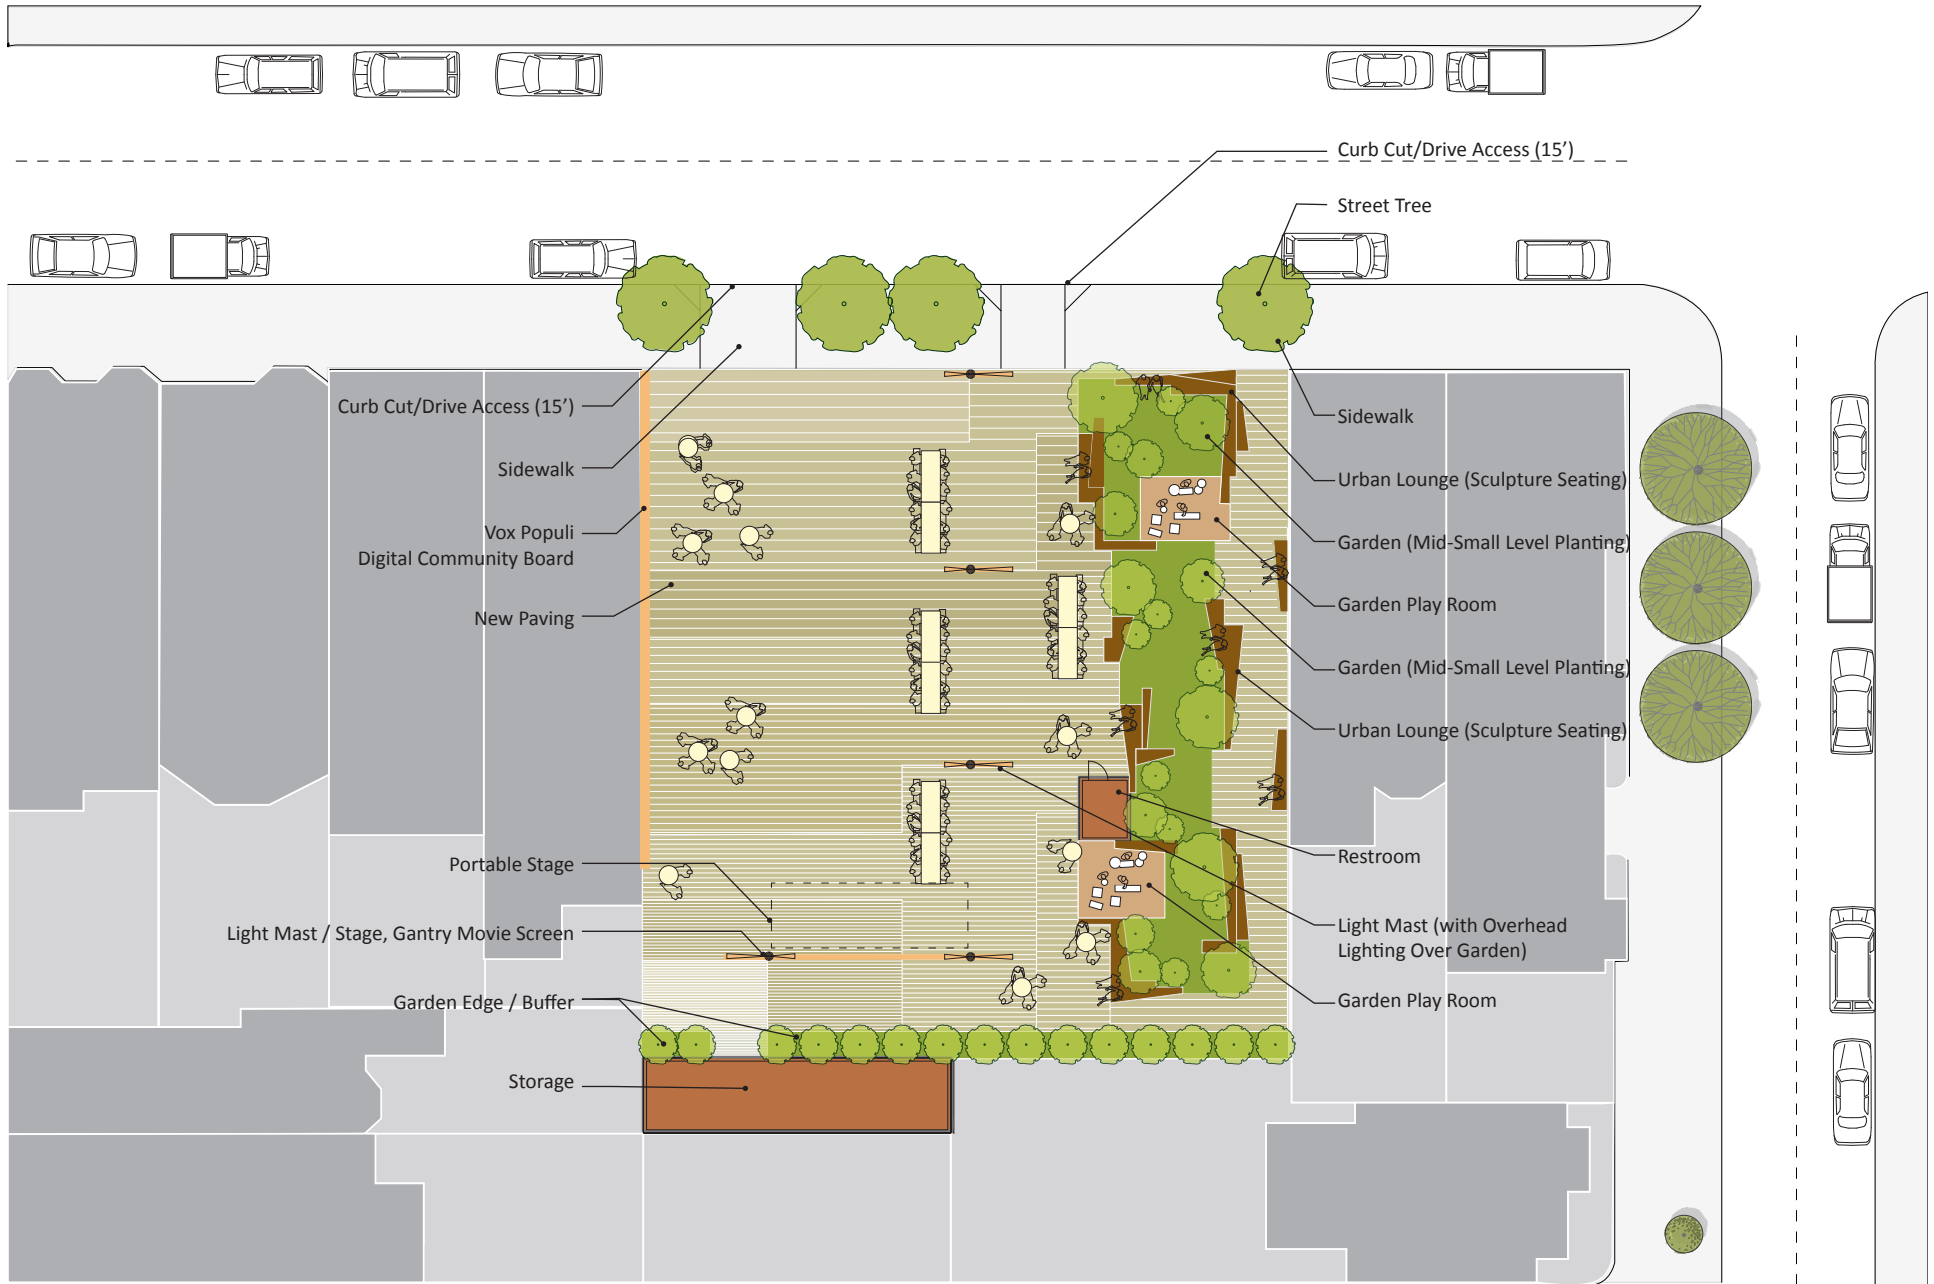 Curb Cut/Drive Access (15’)
Street Tree
Curb Cut/Drive Access (15’)
Sidewalk
Vox Populi
Digital Community Board
New Paving
Portable Stage
Light Mast / Stage, Gantry Movie Screen
Garden Edge / Buffer
Storage
Sidewalk
Urban Lounge (Sculpture Seating)
Garden (Mid-Small Level Planting)
Garden Play Room
Garden (Mid-Small Level Planting)
Urban Lounge (Sculpture Seating)
Restroom
Light Mast (with Overhead
Lighting Over Garden)
Garden Play Room